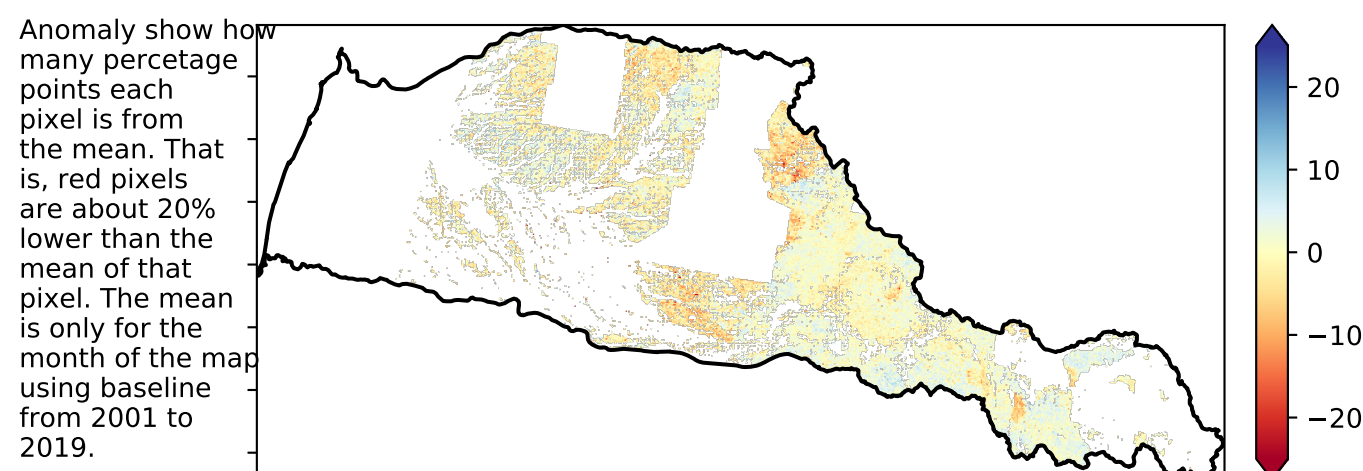 Anomaly show how
many percetage
points each
pixel is from
the mean. That
is, red pixels
are about 20%
lower than the
mean of that
pixel. The mean
is only for the
month of the map
using baseline
from 2001 to
2019.
20
10
0
−10
−20